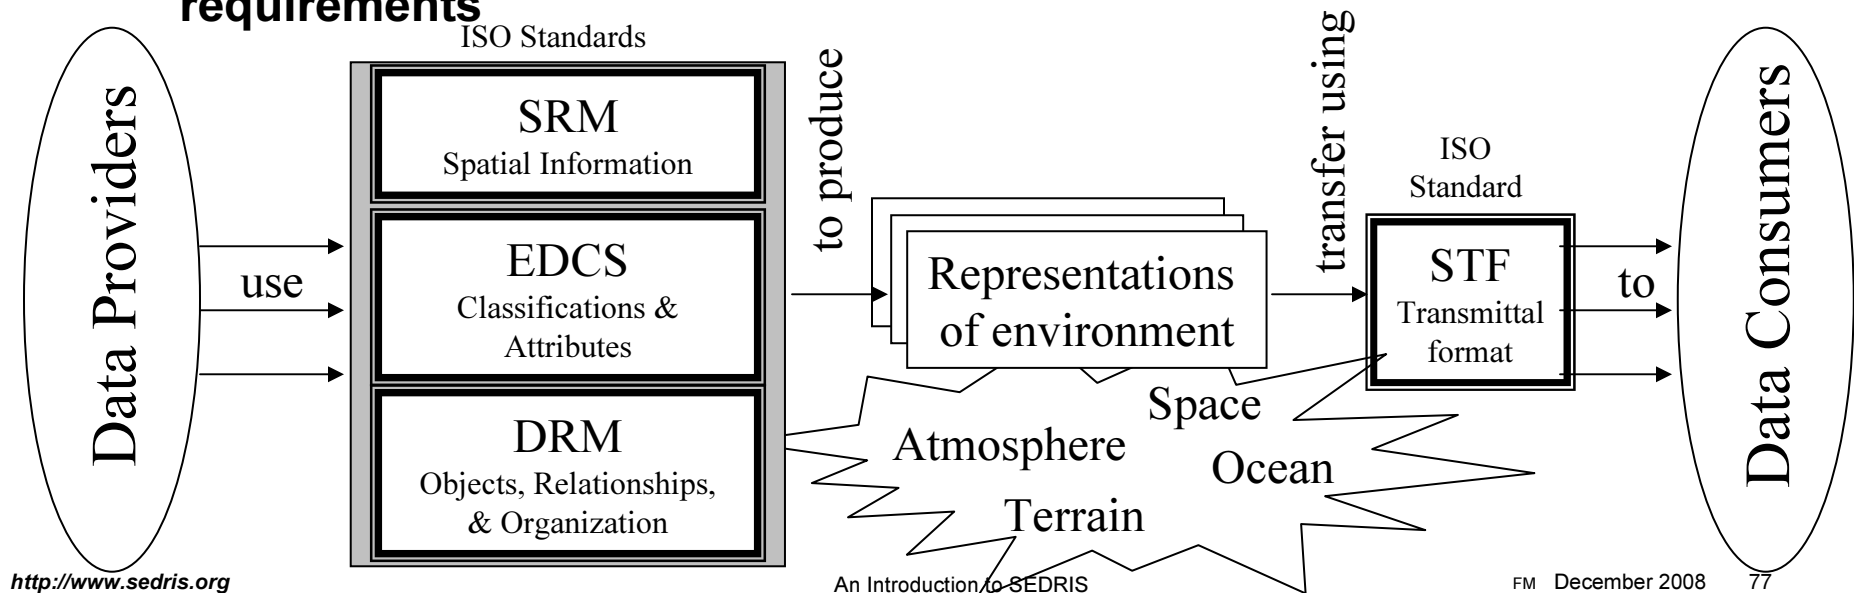 requirements
ISO Standards
Data Providers
use
SRM
Spatial Information
EDCS
Classifications &
Attributes
DRM
Objects, Relationships,
& Organization
to produce
Representations
of environment
Space
Atmosphere
Ocean
Terrain
transfer using
ISO
Standard
STF
Transmittal
format
to
Data Consumers
http://www.sedris.org
An Introduction to SEDRIS
FM December 2008 77